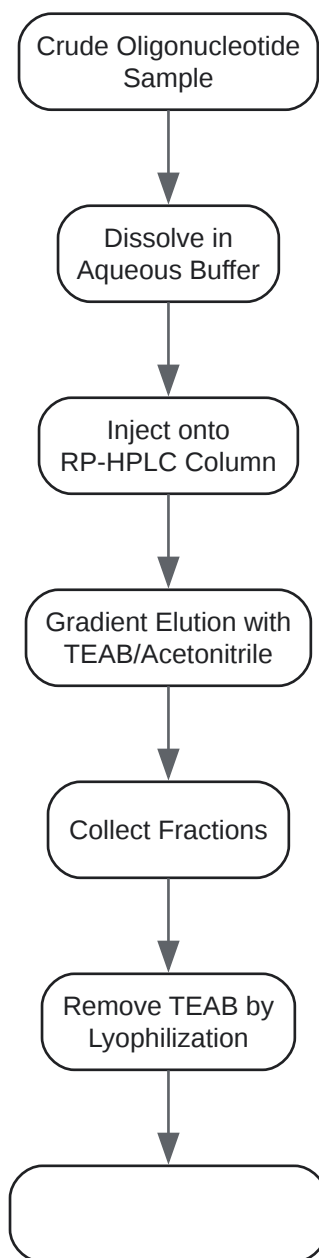 Crude Oligonucleotide
Sample
Dissolve in
Aqueous Buffer
Inject onto
RP-HPLC Column
Gradient Elution with
TEAB/Acetonitrile
Collect Fractions
Remove TEAB by
Lyophilization